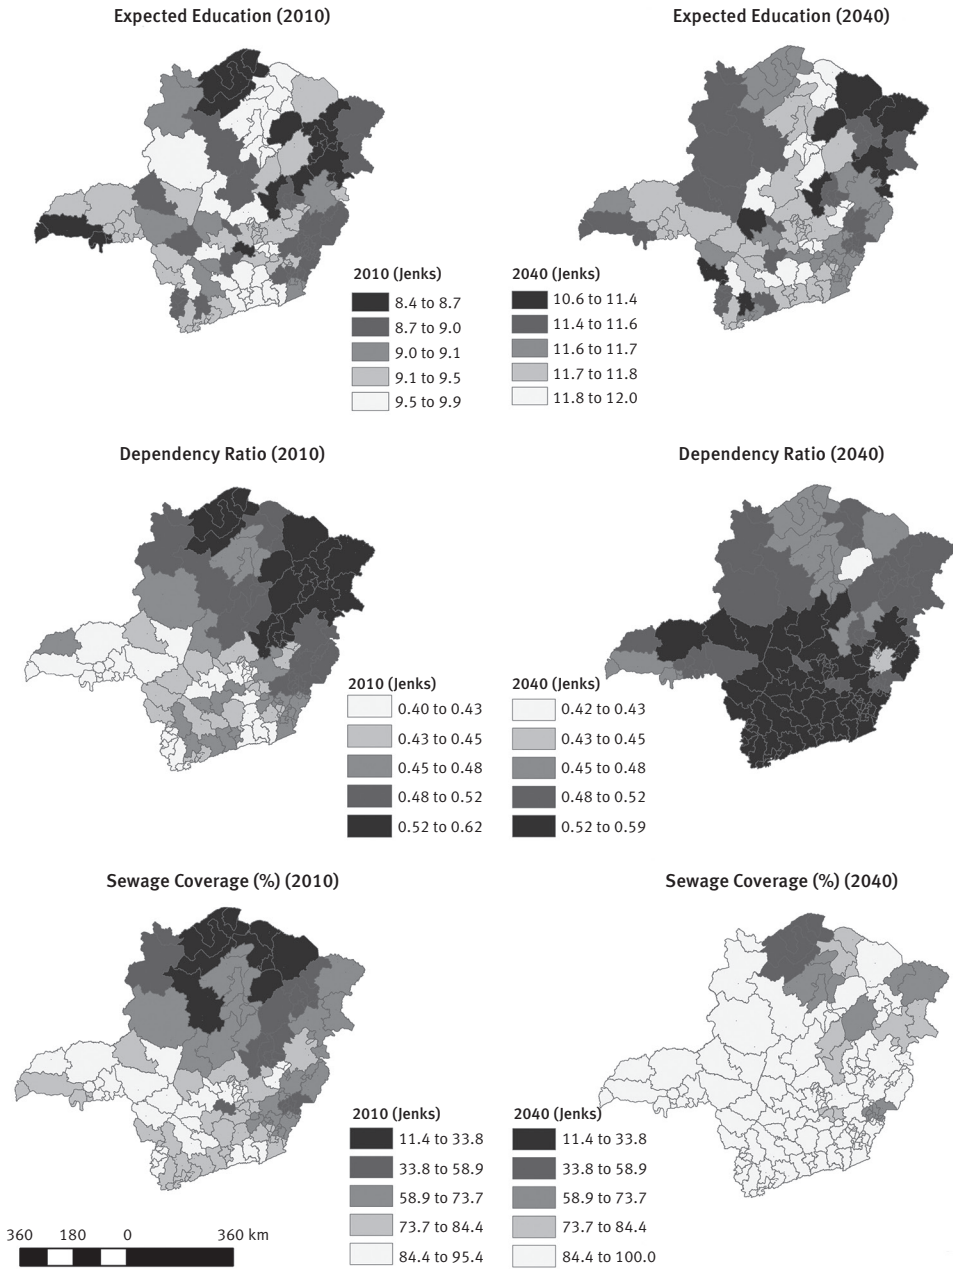 Expected Education (2010)
Expected Education (2040)
2010 (Jenks)
8.4 to 8.7
8.7 to 9.0
9.0 to 9.1
9.1 to 9.5
9.5 to 9.9
2040 (Jenks)
10.6 to 11.4
11.4 to 11.6
11.6 to 11.7
11.7 to 11.8
11.8 to 12.0
Dependency Ratio (2010)
Dependency Ratio (2040)
2010 (Jenks)
0.40 to 0.43
0.43 to 0.45
0.45 to 0.48
0.48 to 0.52
0.52 to 0.62
2040 (Jenks)
0.42 to 0.43
0.43 to 0.45
0.45 to 0.48
0.48 to 0.52
0.52 to 0.59
Sewage Coverage (%) (2010)
Sewage Coverage (%) (2040)
2010 (Jenks)
11.4 to 33.8
33.8 to 58.9
58.9 to 73.7
73.7 to 84.4
84.4 to 95.4
2040 (Jenks)
11.4 to 33.8
33.8 to 58.9
58.9 to 73.7
73.7 to 84.4
84.4 to 100.0
360 180 0 360 km